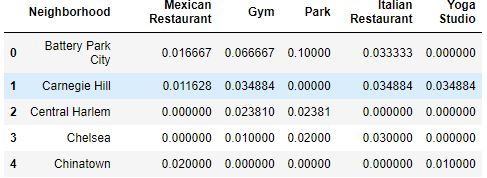 Neighborhood Mexican Restaurant Gym Park Italian Restaurant Yoga Studio
0 Battery Park City 0.016667 0.066667 0.10000 0.033333 0.000000
1 Carnegie Hill 0.011628 0.034884 0.00000 0.034884 0.034884
2 Central Harlem 0.000000 0.023810 0.02381 0.000000 0.000000
3 Chelsea 0.000000 0.010000 0.02000 0.030000 0.000000
4 Chinatown 0.020000 0.000000 0.00000 0.000000 0.010000